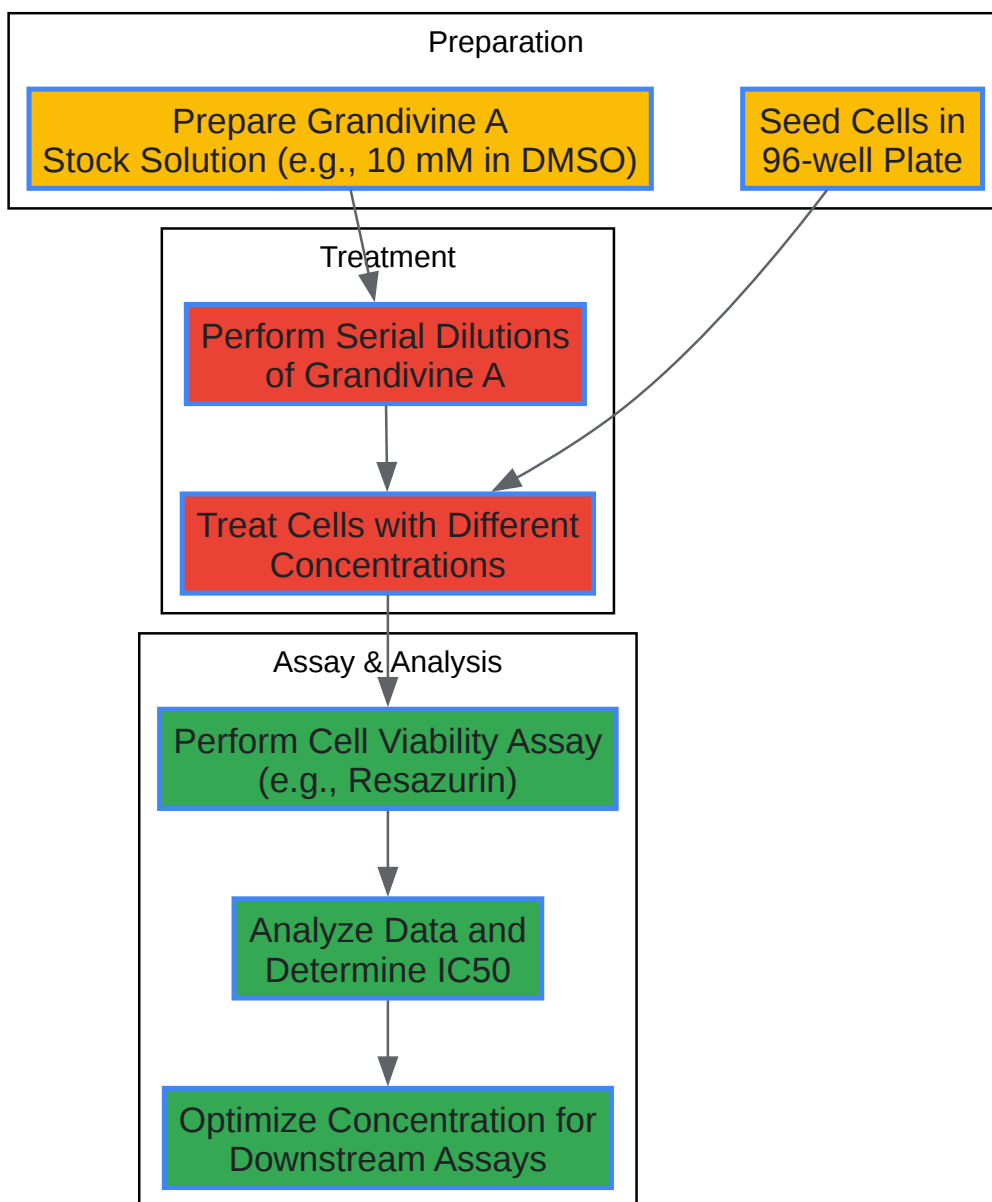 Preparation
Prepare Grandivine A
Stock Solution (e.g., 10 mM in DMSO)
Seed Cells in
96-well Plate
Treatment
Perform Serial Dilutions
of Grandivine A
Treat Cells with Different
Concentrations
Assay & Analysis
Perform Cell Viability Assay
(e.g., Resazurin)
Analyze Data and
Determine IC50
Optimize Concentration for
Downstream Assays